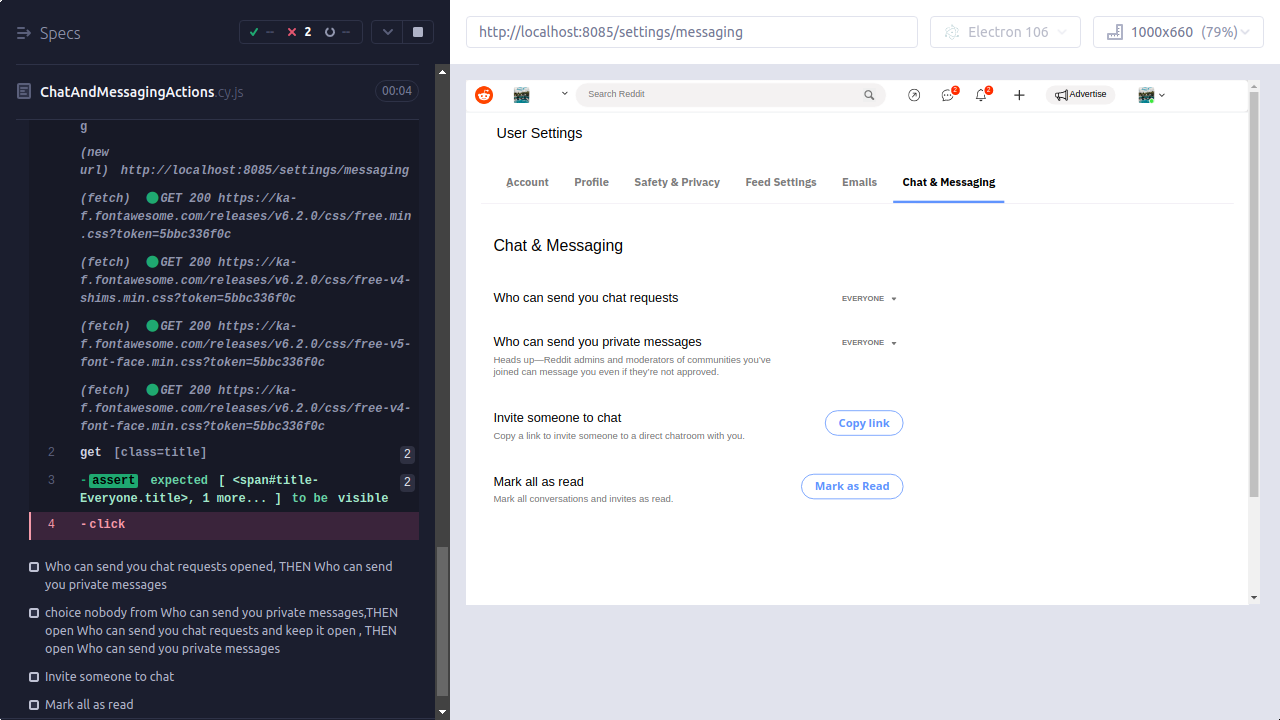 Specs
-- 2 --
ChatAndMessagingActions.cy.js
00:04
g
(new
url) http://localhost:8085/settings/messaging
(fetch) GET 200 https://ka-
f.fontawesome.com/releases/v6.2.0/css/free.min
.css?token=5bbc336f0c
(fetch) GET 200 https://ka-
f.fontawesome.com/releases/v6.2.0/css/free-v4-
shims.min.css?token=5bbc336f0c
(fetch) GET 200 https://ka-
f.fontawesome.com/releases/v6.2.0/css/free-v5-
font-face.min.css?token=5bbc336f0c
(fetch) GET 200 https://ka-
f.fontawesome.com/releases/v6.2.0/css/free-v4-
font-face.min.css?token=5bbc336f0c
2 get [class=title] 2
3 -assert expected [ <span#title- 2
Everyone.title>, 1 more... ] to be visible
4 -click
Who can send you chat requests opened, THEN Who can send
you private messages
choice nobody from Who can send you private messages,THEN
open Who can send you chat requests and keep it open , THEN
open Who can send you private messages
Invite someone to chat
Mark all as read
http://localhost:8085/settings/messaging
Electron 106
1000x660 (79%)
Search Reddit
2
2
Advertise
User Settings
Account Profile Safety & Privacy Feed Settings Emails Chat & Messaging
Chat & Messaging
Who can send you chat requests EVERYONE
Who can send you private messages EVERYONE
Heads up—Reddit admins and moderators of communities you've
joined can message you even if they're not approved.
Invite someone to chat
Copy a link to invite someone to a direct chatroom with you.
Copy link
Mark all as read
Mark all conversations and invites as read.
Mark as Read